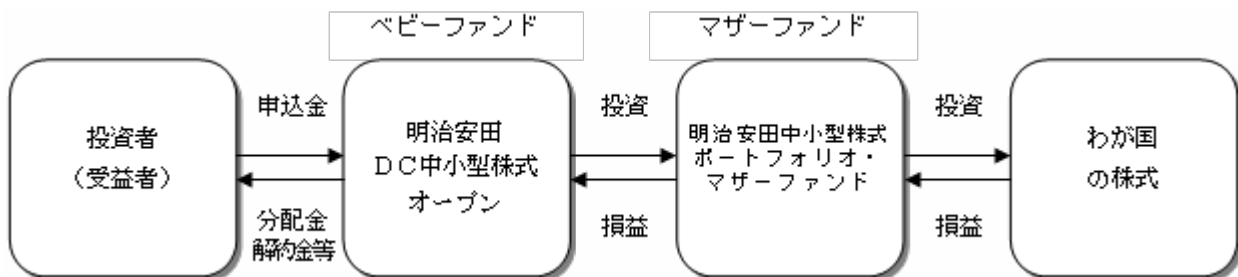 ベビーファンド
マザーファンド
投資者
(受益者)
申込金
分配金
解約金等
明治安田
DC中小型株式
オープン
投資
損益
明治安田中小型株式
ポートフォリオ・
マザーファンド
投資
損益
わが国
の株式